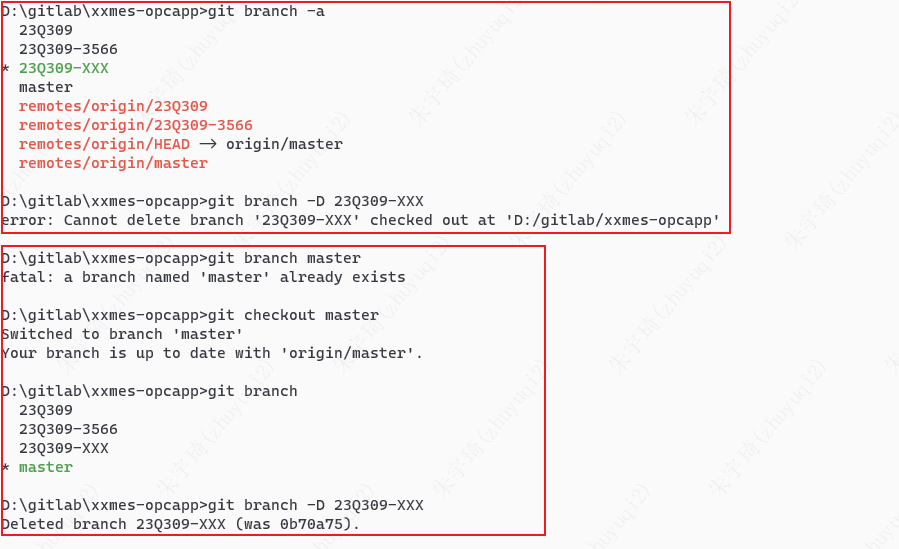 D:\gitlab\xxmes-opcapp>git branch -a
  23Q309
  23Q309-3566
* 23Q309-XXX
  master
  remotes/origin/23Q309
  remotes/origin/23Q309-3566
  remotes/origin/HEAD -> origin/master
  remotes/origin/master

D:\gitlab\xxmes-opcapp>git branch -D 23Q309-XXX
error: Cannot delete branch '23Q309-XXX' checked out at 'D:/gitlab/xxmes-opcapp'

D:\gitlab\xxmes-opcapp>git branch master
fatal: a branch named 'master' already exists

D:\gitlab\xxmes-opcapp>git checkout master
Switched to branch 'master'
Your branch is up to date with 'origin/master'.

D:\gitlab\xxmes-opcapp>git branch
  23Q309
  23Q309-3566
  23Q309-XXX
* master

D:\gitlab\xxmes-opcapp>git branch -D 23Q309-XXX
Deleted branch 23Q309-XXX (was 0b70a75).
朱宇琦(zhuyuqi2)